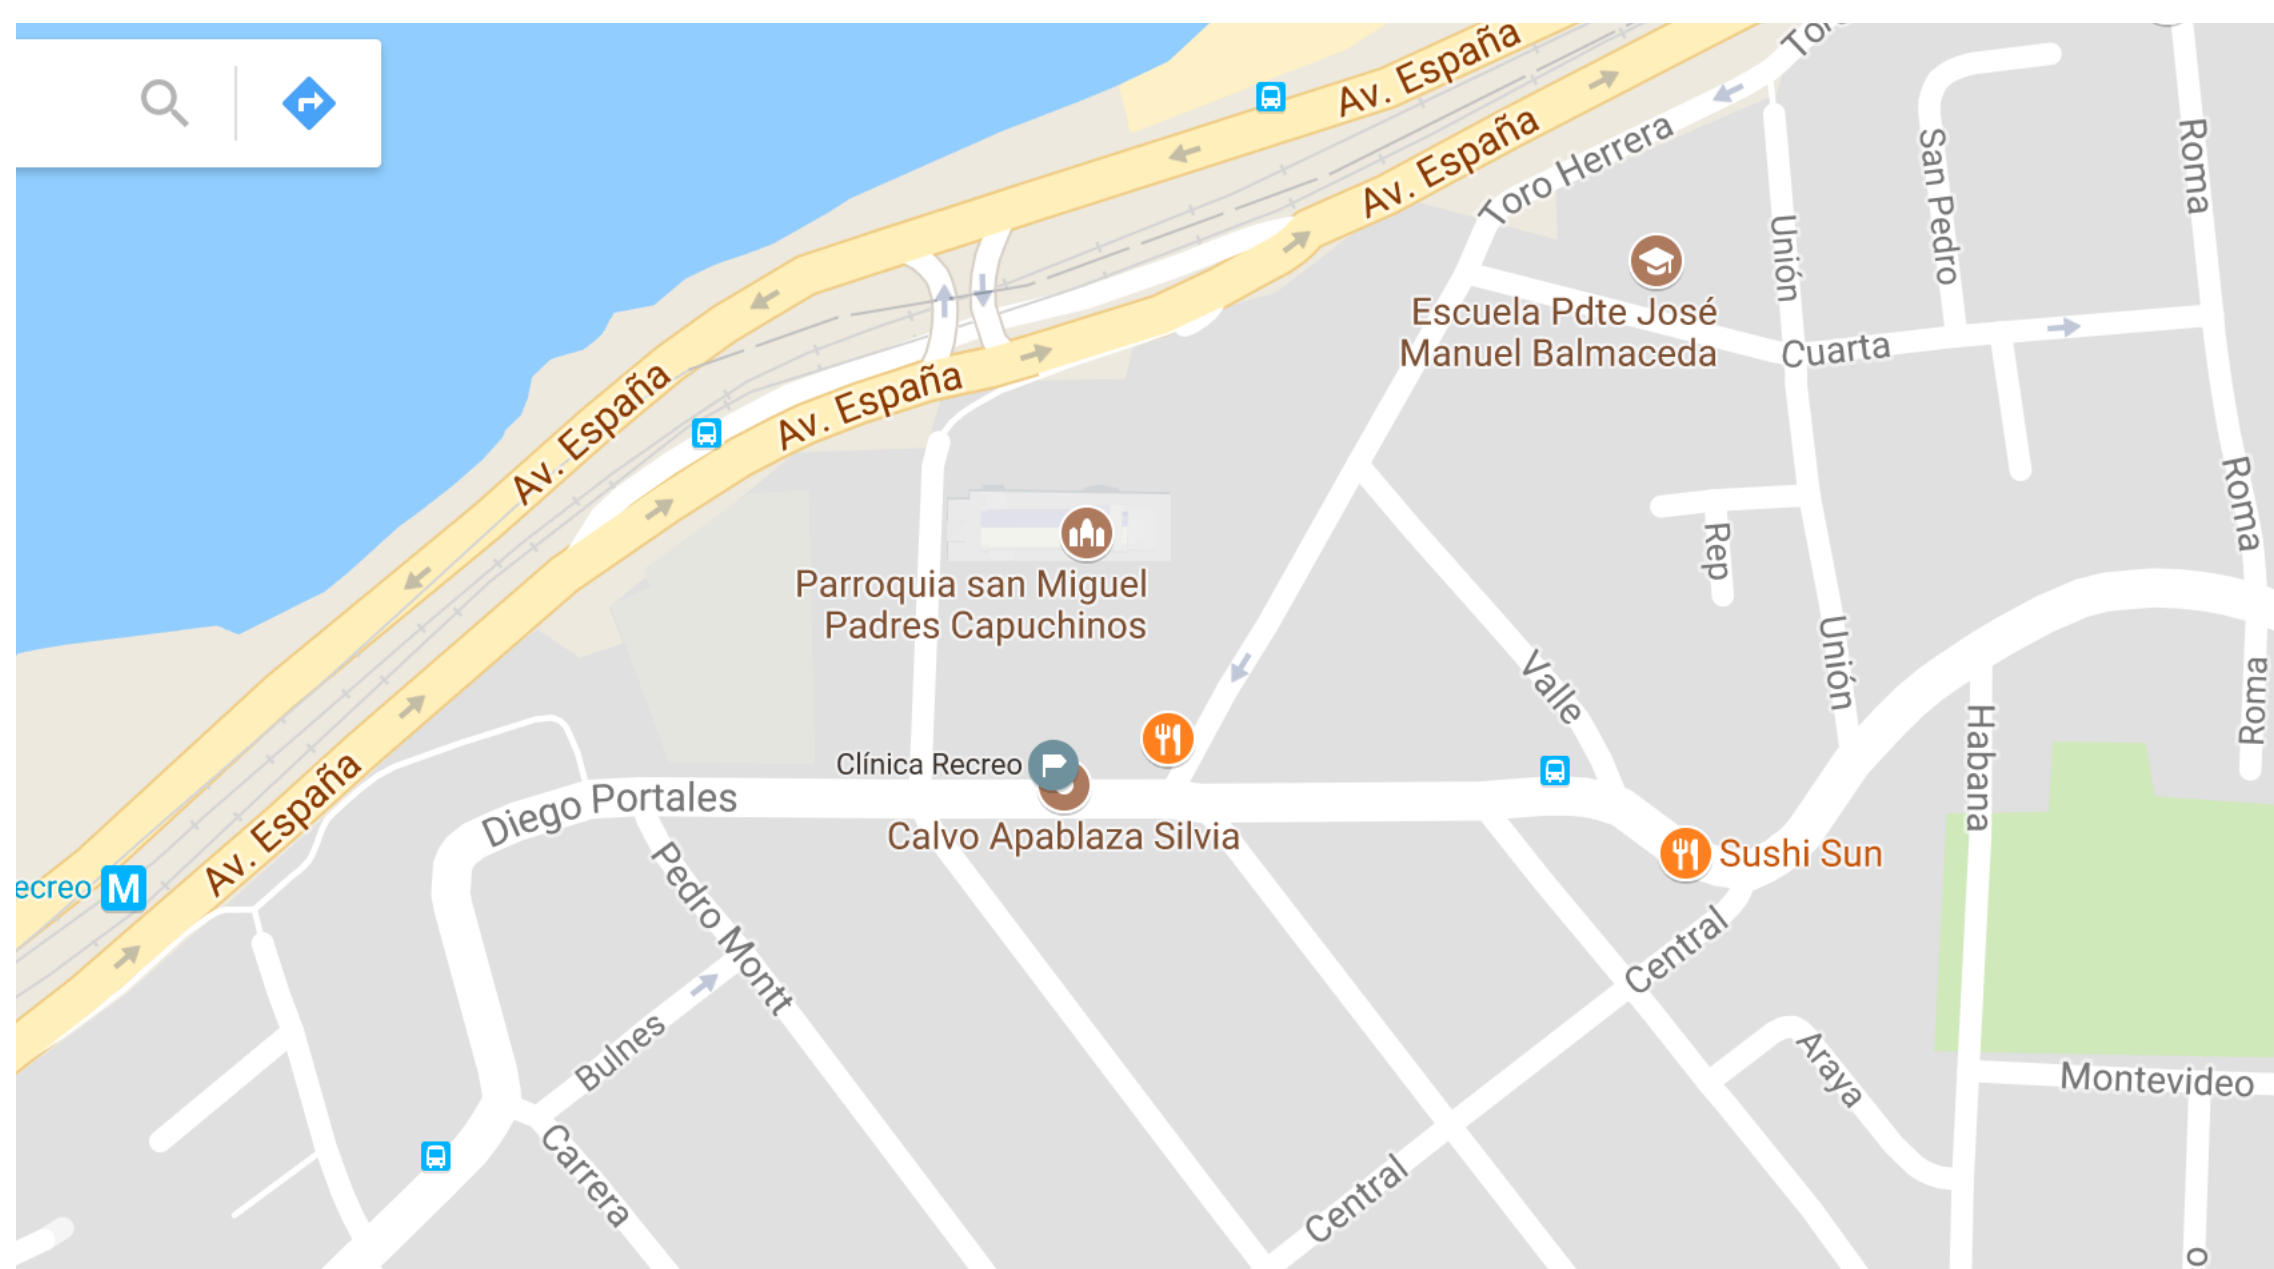 Av. España
Toro
Av. España
Toro Herrera
Roma
San Pedro
Unión
Escuela Pdte José
Manuel Balmaceda
Cuarta
Av. España
Av. España
Roma
Rep
Parroquia san Miguel
Padres Capuchinos
Valle
Unión
Roma
Habana
Clínica Recreo
Diego Portales
Av. España
Calvo Apablaza Silvia
Sushi Sun
ecreo M
Pedro Montt
Central
Bulnes
Araya
Montevideo
Carrera
Central
o